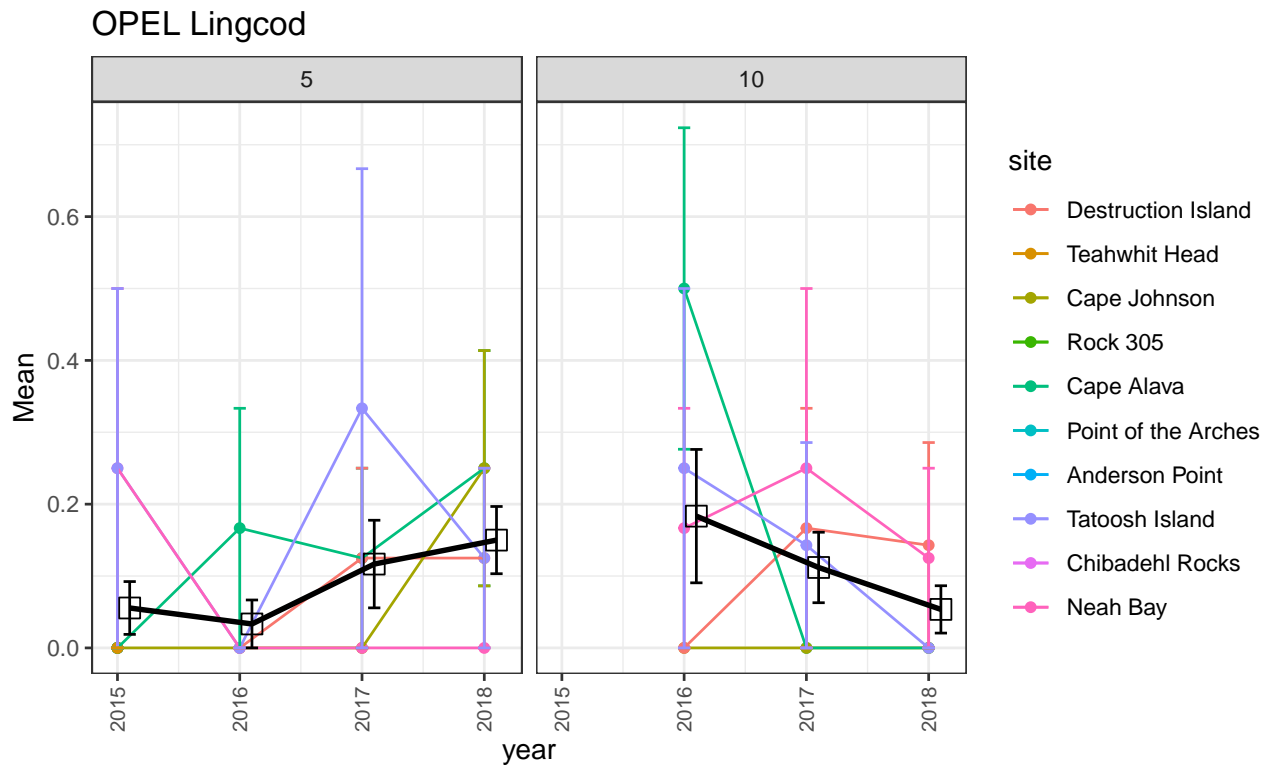 OPEL Lingcod
5
10
0.6
0.4
0.2
0.0
Mean
2015
2016
2017
2018
2015
2016
2017
2018
year
site
Destruction Island
Teahwhit Head
Cape Johnson
Rock 305
Cape Alava
Point of the Arches
Anderson Point
Tatoosh Island
Chibadehl Rocks
Neah Bay